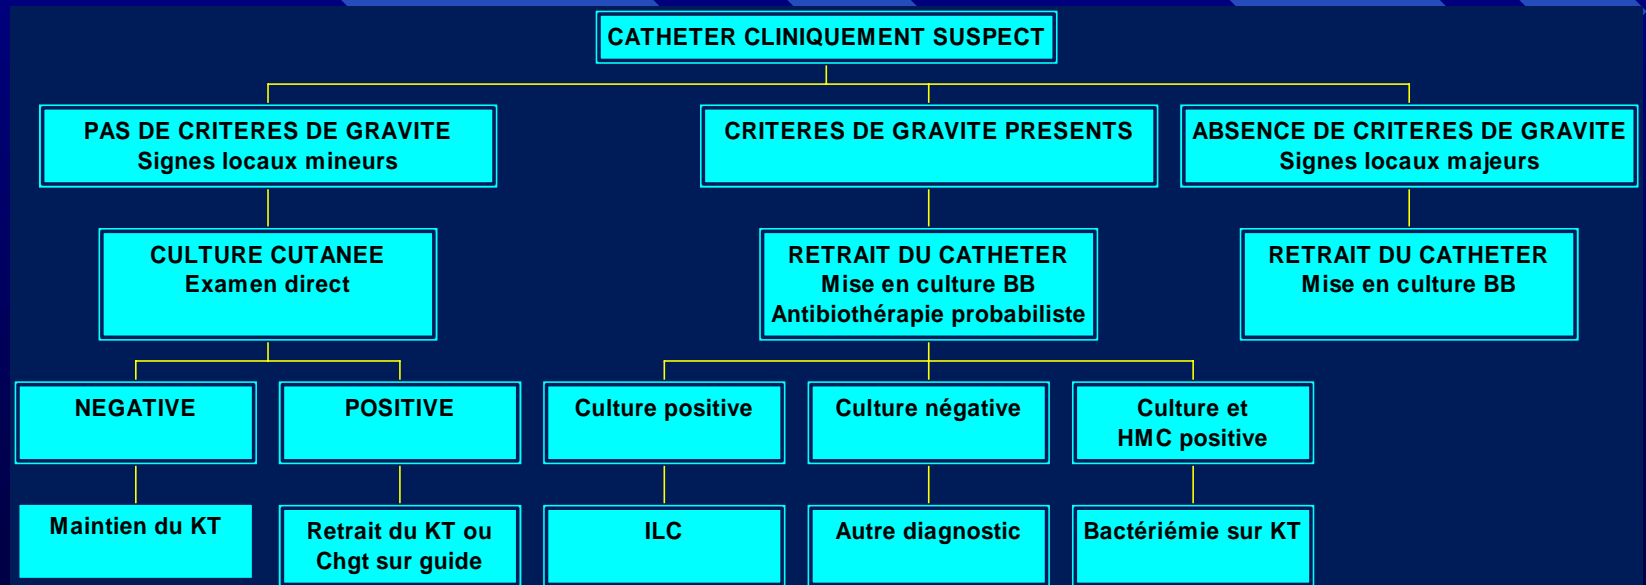 CATHETER CLINIQUEMENT SUSPECT
PAS DE CRITERES DE GRAVITE
Signes locaux mineurs
CRITERES DE GRAVITE PRESENTS
ABSENCE DE CRITERES DE GRAVITE
Signes locaux majeurs
CULTURE CUTANEE
Examen direct
RETRAIT DU CATHETER
Mise en culture BB
Antibiothérapie probabiliste
RETRAIT DU CATHETER
Mise en culture BB
NEGATIVE
POSITIVE
Culture positive
Culture négative
Culture et
HMC positive
Maintien du KT
Retrait du KT ou
Chgt sur guide
ILC
Autre diagnostic
Bactériémie sur KT